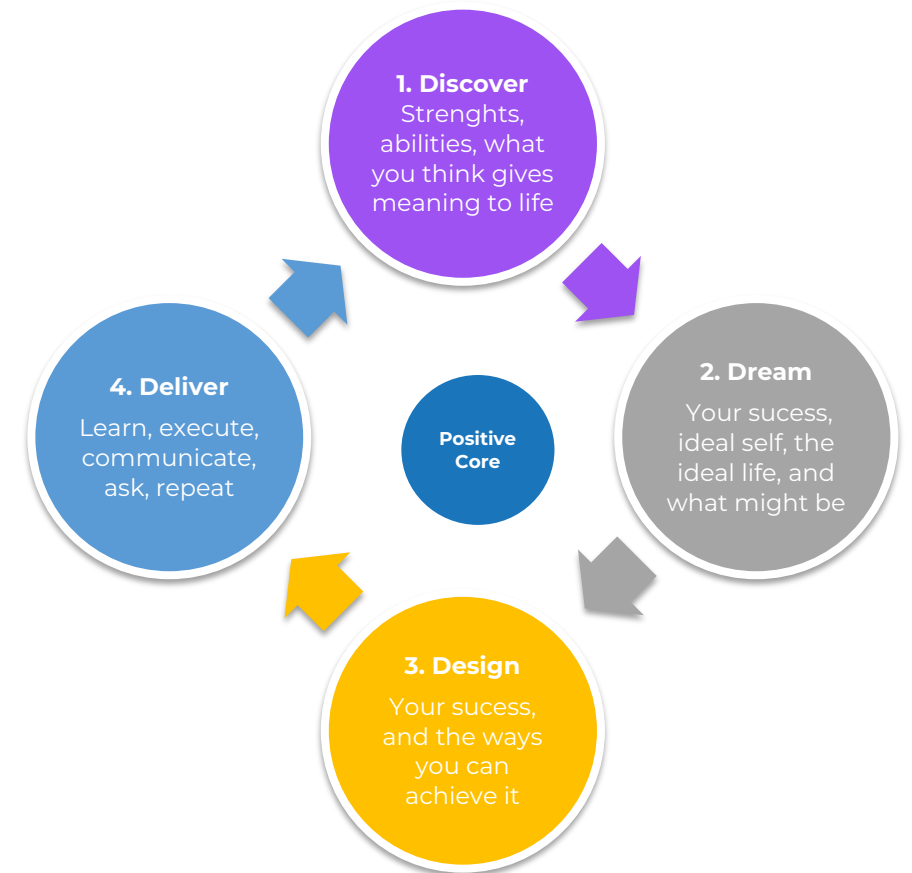 1. Discover
Strenghts,
abilities, what
you think gives
meaning to life
2. Dream
Your sucess,
ideal self, the
ideal life, and
what might be
3. Design
Your sucess,
and the ways
you can
achieve it
4. Deliver
Learn, execute,
communicate,
ask, repeat
Positive
Core